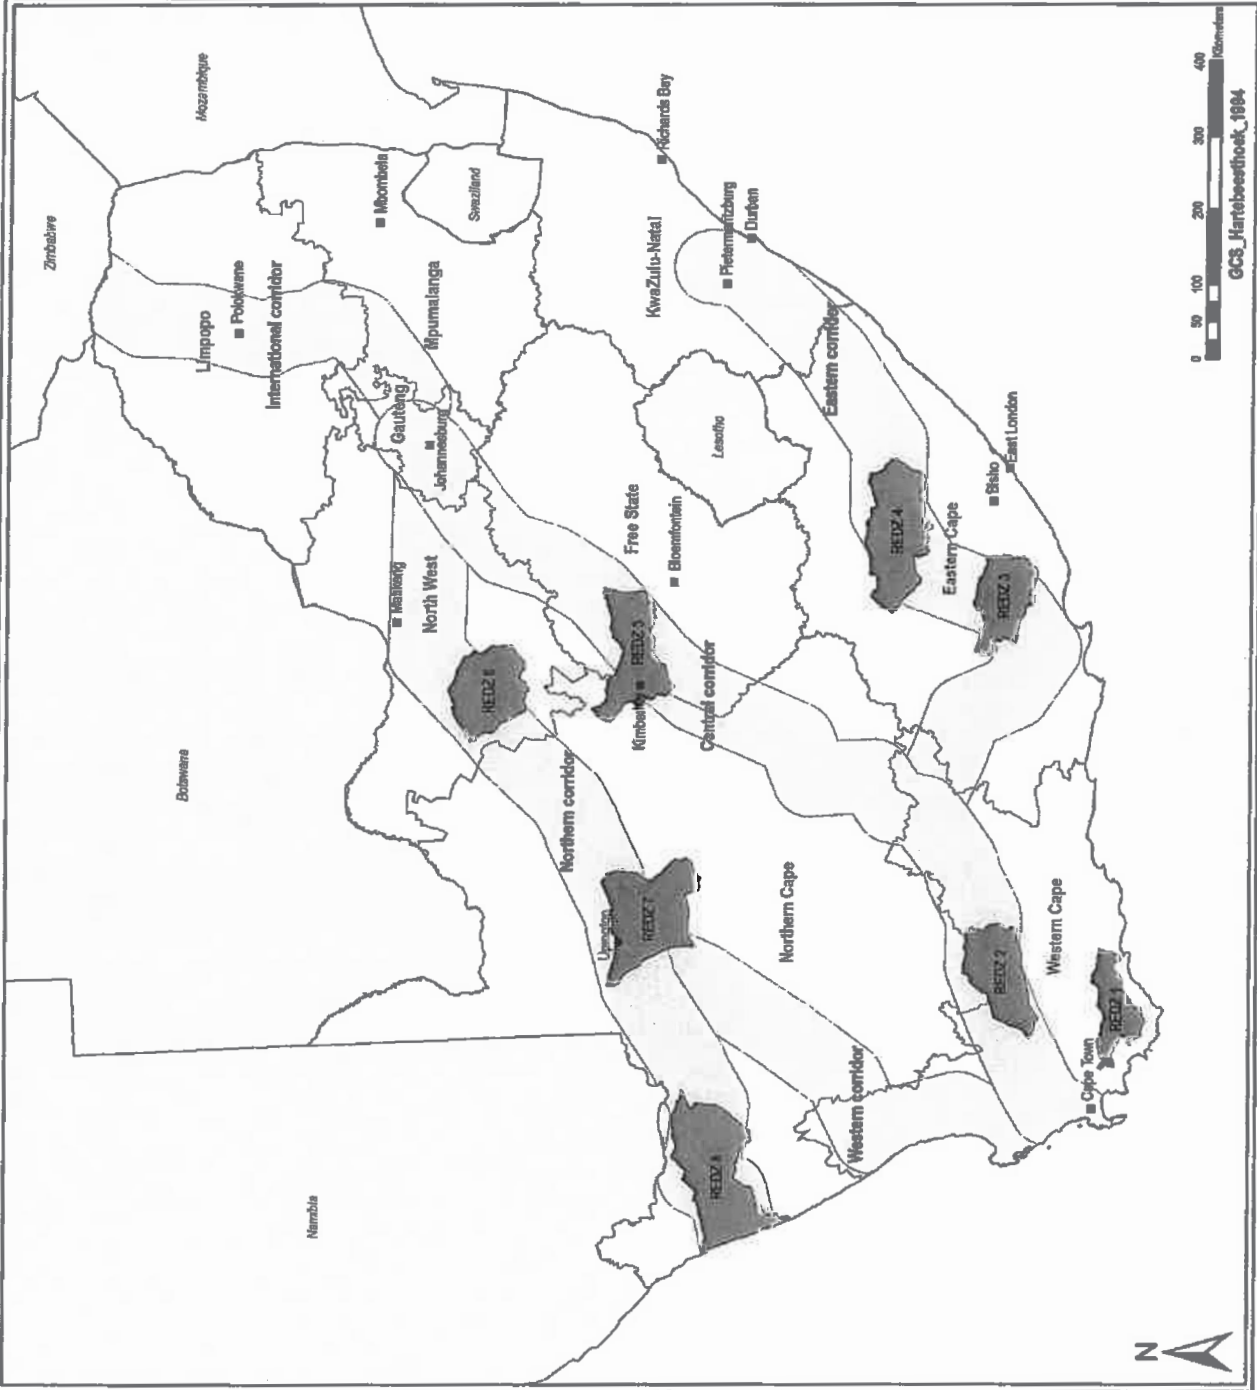 Zimbabwe
Mozambique
Botswana
Namibia
Limpopo
Polokwane
International corridor
Mbombela
Mpumalanga
Swaziland
Gauteng
Johannesburg
Mafikeng
North West
REDZ 6
Northern corridor
Upington
REDZ 7
Free State
Bloemfontein
REDZ 5
Kimberley
Central corridor
Lesotho
KwaZulu-Natal
Richards Bay
Pietermaritzburg
Durban
Eastern corridor
REDZ 8
Northern Cape
Western corridor
REDZ 4
Eastern Cape
REDZ 3
Bisho
East London
REDZ 2
Western Cape
REDZ 1
Cape Town
N
0 50 100 200 300 400
Kilometers
GCS_Hartebeesthoek_1994